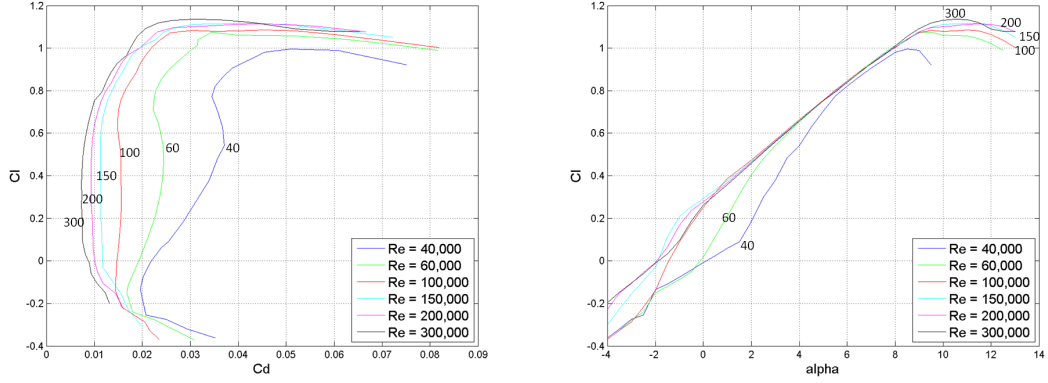 1.2
1
0.8
0.6
0.4
0.2
0
-0.2
-0.4
Cl
0 0.01 0.02 0.03 0.04 0.05 0.06 0.07 0.08 0.09
Cd
100
60
40
150
200
300
Re = 40,000
Re = 60,000
Re = 100,000
Re = 150,000
Re = 200,000
Re = 300,000
1.2
1
0.8
0.6
0.4
0.2
0
-0.2
-0.4
Cl
-4 -2 0 2 4 6 8 10 12 14
alpha
300
200
150
100
60
40
Re = 40,000
Re = 60,000
Re = 100,000
Re = 150,000
Re = 200,000
Re = 300,000